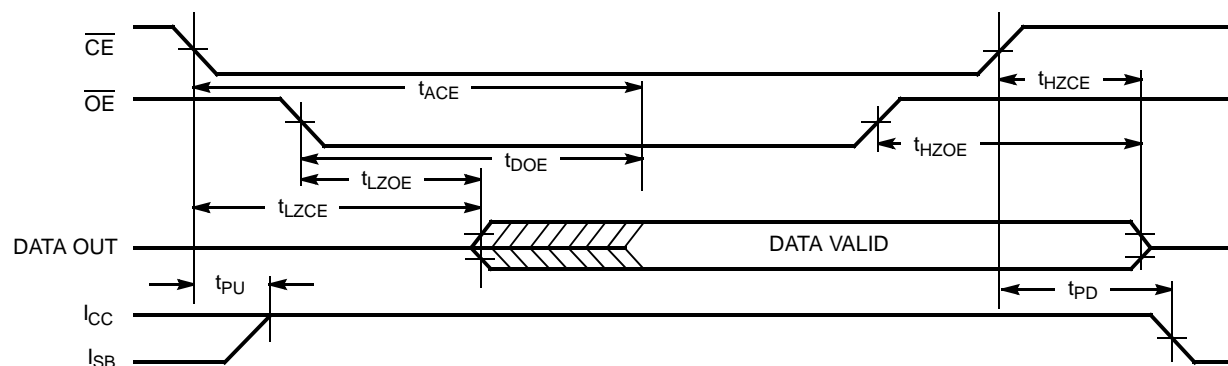 CE
tACE
tHZCE
OE
tHZOE
tDOE
tLZOE
tLZCE
DATA OUT
DATA VALID
tPU
tPD
ICC
ISB